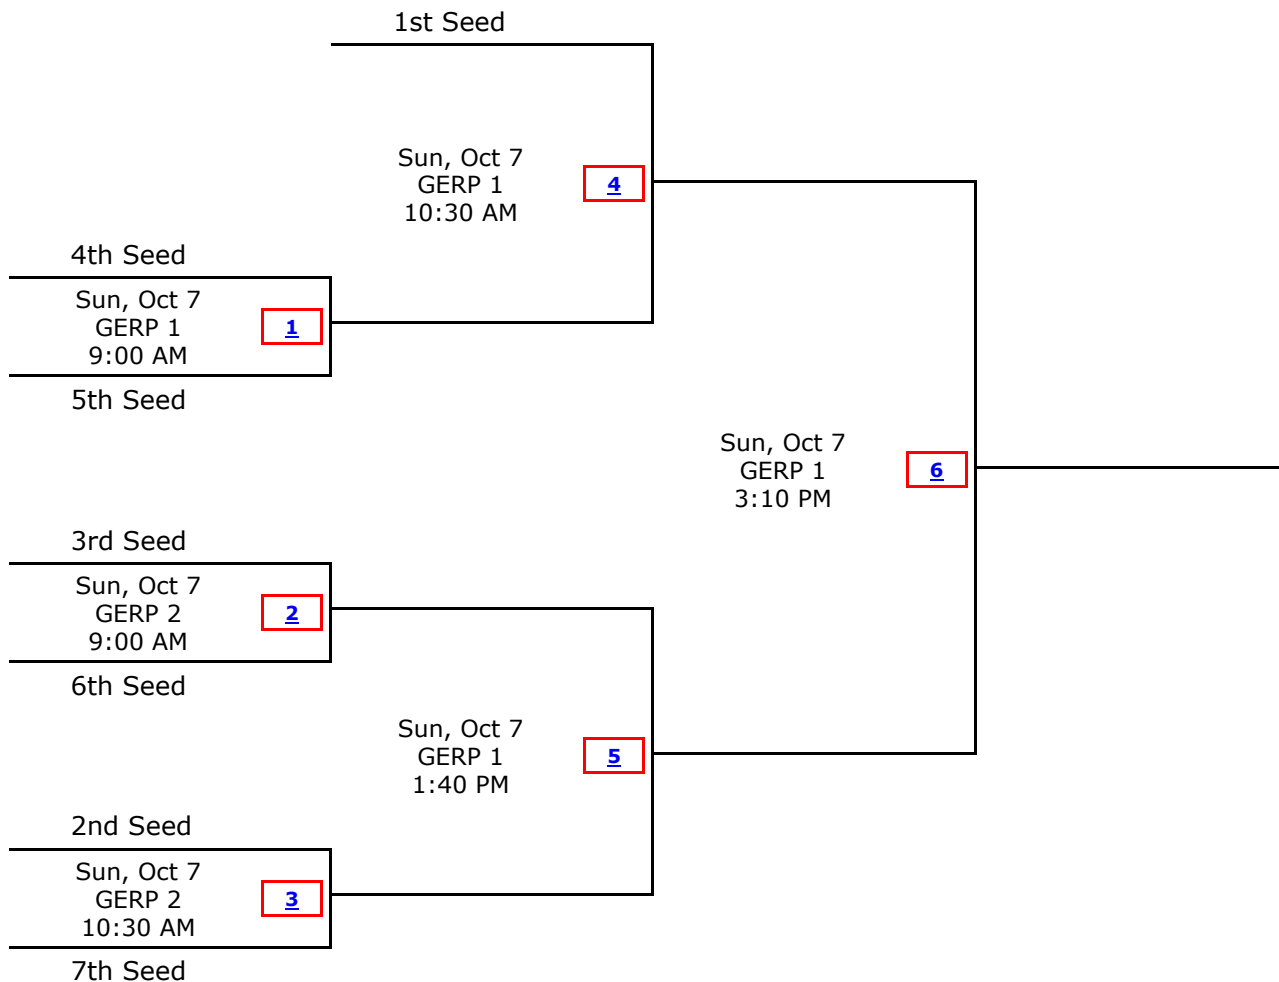 1st Seed
Sun, Oct 7
GERP 1
10:30 AM
4
4th Seed
Sun, Oct 7
GERP 1
9:00 AM
1
5th Seed
Sun, Oct 7
GERP 1
3:10 PM
6
3rd Seed
Sun, Oct 7
GERP 2
9:00 AM
2
6th Seed
Sun, Oct 7
GERP 1
1:40 PM
5
2nd Seed
Sun, Oct 7
GERP 2
10:30 AM
3
7th Seed